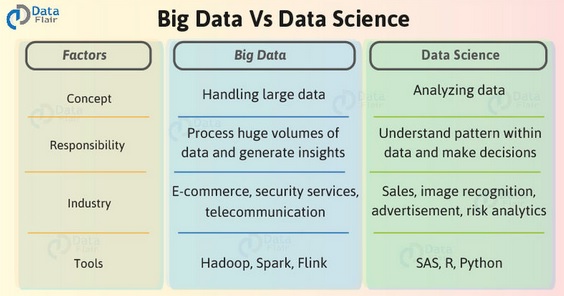 Data
Flair
Big Data Vs Data Science
Factors
Big Data
Data Science
Concept
Handling large data
Analyzing data
Responsibility
Process huge volumes of
data and generate insights
Understand pattern within
data and make decisions
Industry
E-commerce, security services,
telecommunication
Sales, image recognition,
advertisement, risk analytics
Tools
Hadoop, Spark, Flink
SAS, R, Python